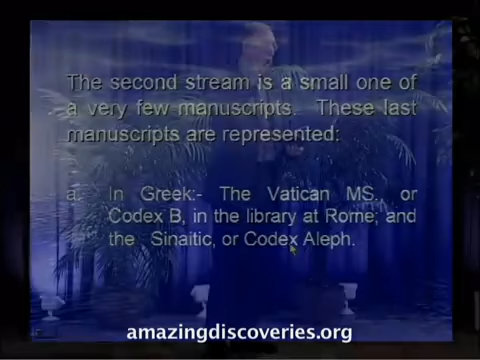 The second stream is a small one of
a very few manuscripts. These last
manuscripts are represented:
a. In Greek:- The Vatican MS. or
Codex B, in the library at Rome; and
the Sinaitic, or Codex Aleph.
amazingdiscoveries.org